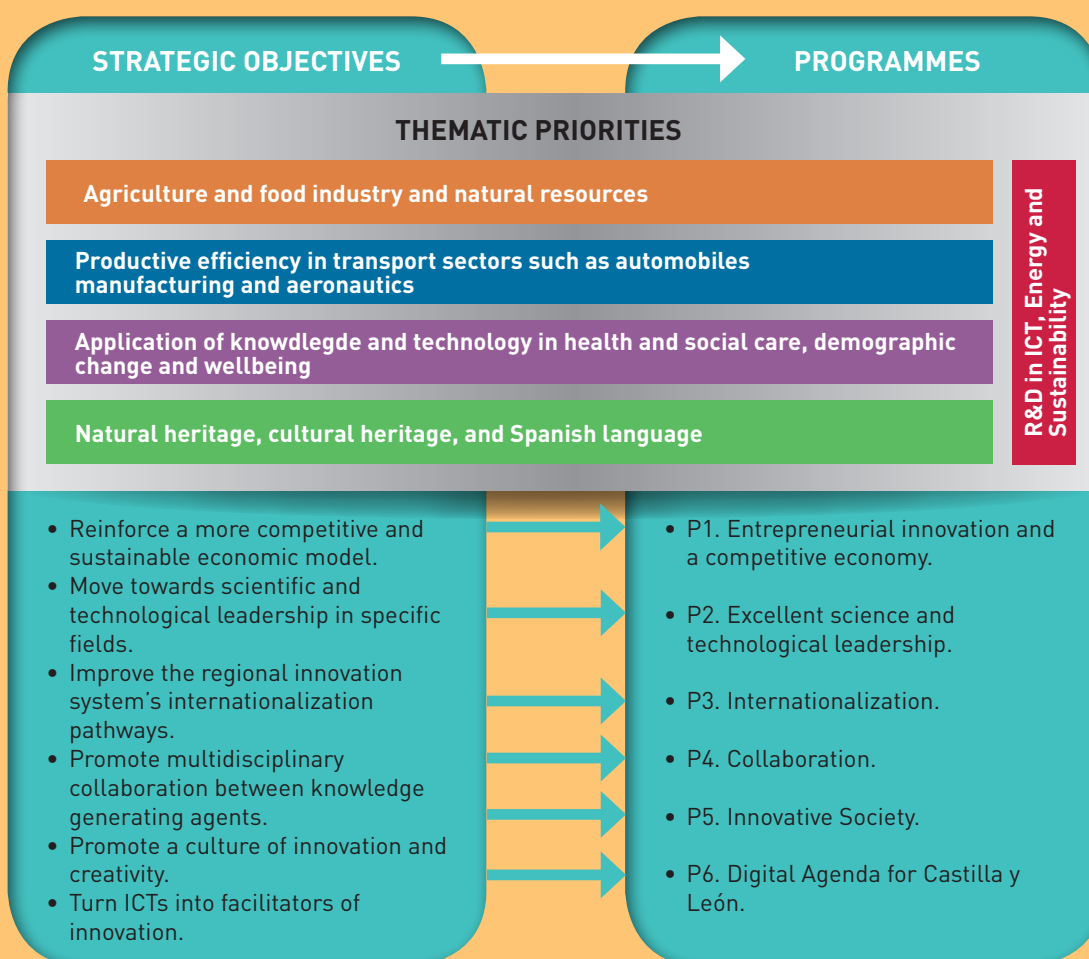 STRATEGIC OBJECTIVES
PROGRAMMES
THEMATIC PRIORITIES
Agriculture and food industry and natural resources
Productive efficiency in transport sectors such as automobiles
manufacturing and aeronautics
Application of knowdlegde and technology in health and social care, demographic
change and wellbeing
Natural heritage, cultural heritage, and Spanish language
R&D in ICT, Energy and
Sustainability
• Reinforce a more competitive and
sustainable economic model.
• Move towards scientific and
technological leadership in specific
fields.
• Improve the regional innovation
system's internationalization
pathways.
• Promote multidisciplinary
collaboration between knowledge
generating agents.
• Promote a culture of innovation and
creativity.
• Turn ICTs into facilitators of
innovation.
• P1. Entrepreneurial innovation and
a competitive economy.
• P2. Excellent science and
technological leadership.
• P3. Internationalization.
• P4. Collaboration.
• P5. Innovative Society.
• P6. Digital Agenda for Castilla y
León.